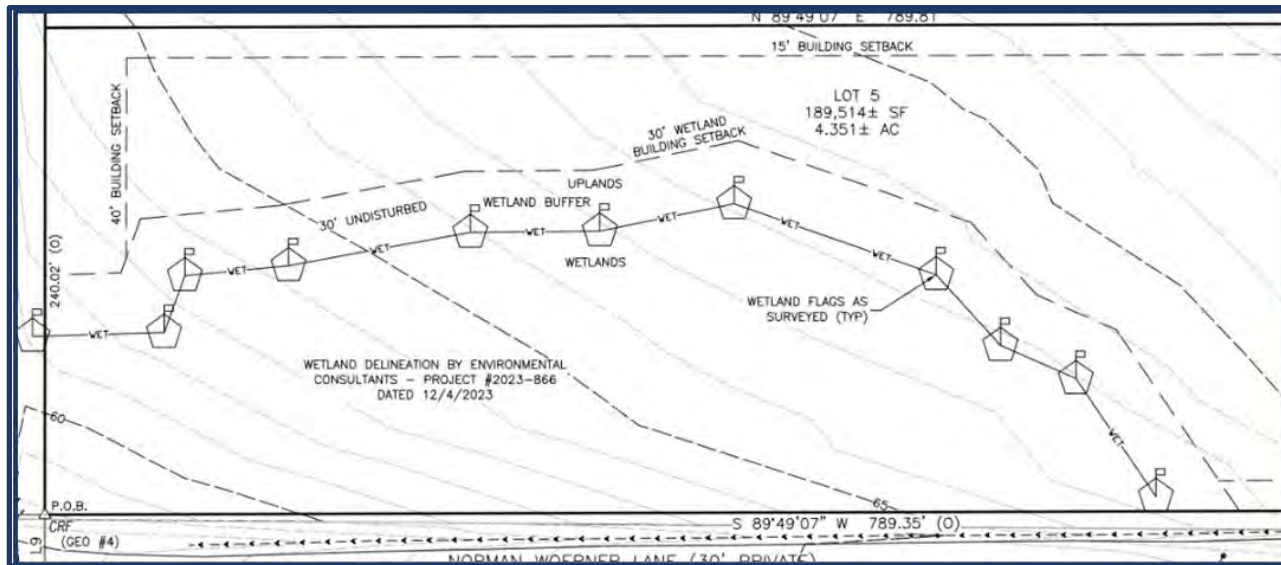 N 89°49'07" E 789.81'
15' BUILDING SETBACK
LOT 5
189,514± SF
4.351± AC
40' BUILDING SETBACK
30' WETLAND
BUILDING SETBACK
UPLANDS
30' UNDISTURBED
WETLAND BUFFER
WET
WET
WET
WET
WET
WET
WETLANDS
240.02' (O)
WETLAND FLAGS AS
SURVEYED (TYP)
WETLAND DELINEATION BY ENVIRONMENTAL
CONSULTANTS - PROJECT #2023-866
DATED 12/4/2023
WET
WET
60
65
P.O.B.
CRF
(GEO #4)
S 89°49'07" W 789.35' (O)
NORMAN WOERNER LANE (30' PRIVATE)